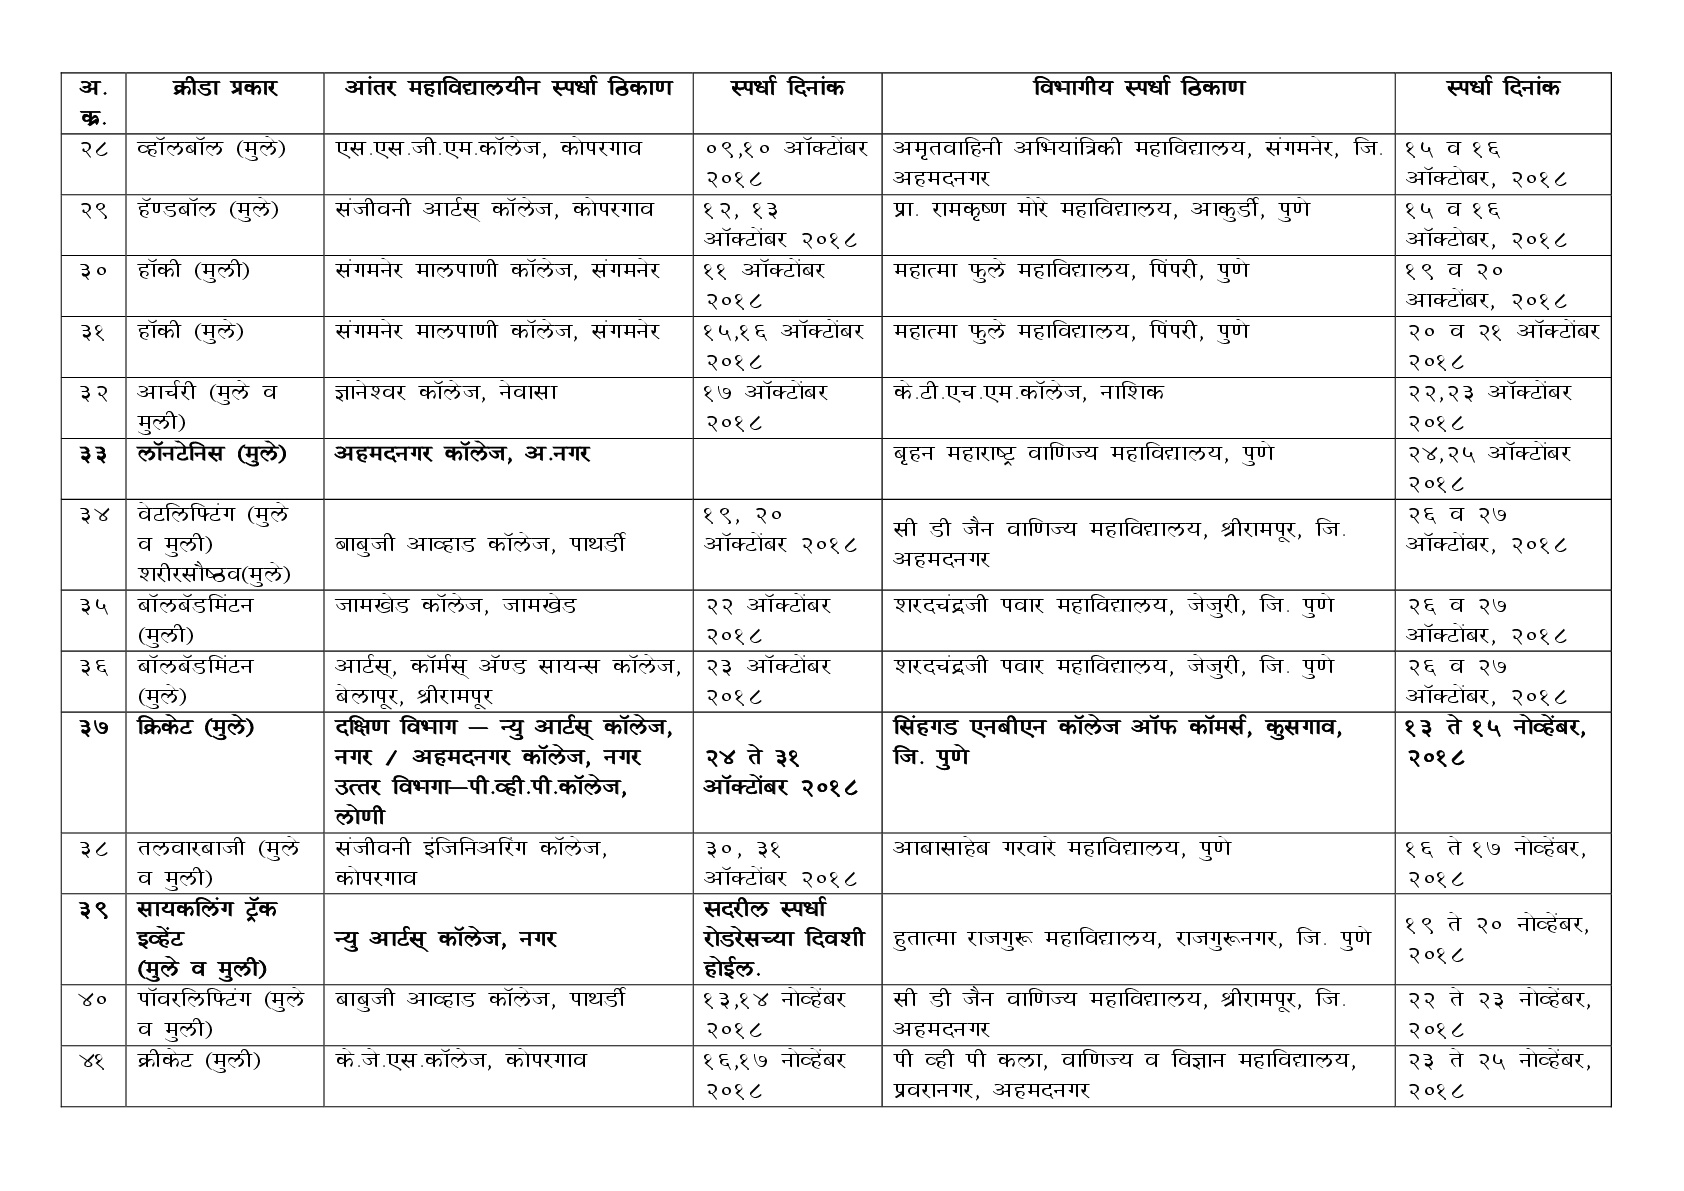 अ. क्रीडा प्रकार आंतर महाविद्यालयीन स्पर्धा ठिकाण स्पर्धा दिनांक विभागीय स्पर्धा ठिकाण स्पर्धा दिनांक
क्र.
२८ व्हॉलबॉल (मुले) एस.एस.जी.एम.कॉलेज, कोपरगाव ०९,१० ऑक्टोंबर अमृतवाहिनी अभियांत्रिकी महाविद्यालय, संगमनेर, जि. १५ व १६
२०१८ अहमदनगर ऑक्टोबर, २०१८
२९ हॅण्डबॉल (मुले) संजीवनी आर्टस् कॉलेज, कोपरगाव १२, १३ प्रा. रामकृष्ण मोरे महाविद्यालय, आकुर्डी, पुणे १५ व १६
ऑक्टोंबर २०१८ ऑक्टोबर, २०१८
३० हॉकी (मुली) संगमनेर मालपाणी कॉलेज, संगमनेर ११ ऑक्टोंबर महात्मा फुले महाविद्यालय, पिंपरी, पुणे १९ व २०
२०१८ आक्टोंबर, २०१८
३१ हॉकी (मुले) संगमनेर मालपाणी कॉलेज, संगमनेर १५,१६ ऑक्टोंबर महात्मा फुले महाविद्यालय, पिंपरी, पुणे २० व २१ ऑक्टोंबर
२०१८ २०१८
३२ आर्चरी (मुले व ज्ञानेश्वर कॉलेज, नेवासा १७ ऑक्टोंबर के.टी.एच.एम.कॉलेज, नाशिक २२,२३ ऑक्टोंबर
मुली) २०१८ २०१८
३३ लॉनटेनिस (मुले) अहमदनगर कॉलेज, अ.नगर बृहन महाराष्ट्र वाणिज्य महाविद्यालय, पुणे २४,२५ ऑक्टोंबर
२०१८
३४ वेटलिफ्टिंग (मुले १९, २० २६ व २७
व मुली) बाबुजी आव्हाड कॉलेज, पाथर्डी ऑक्टोंबर २०१८ सी डी जैन वाणिज्य महाविद्यालय, श्रीरामपूर, जि. ऑक्टोंबर, २०१८
शरीरसौष्ठव(मुले) अहमदनगर
३५ बॉलबॅडमिंटन जामखेड कॉलेज, जामखेड २२ ऑक्टोंबर शरदचंद्रजी पवार महाविद्यालय, जेजुरी, जि. पुणे २६ व २७
(मुली) २०१८ ऑक्टोंबर, २०१८
३६ बॉलबॅडमिंटन आर्टस्, कॉर्मस् ॲण्ड सायन्स कॉलेज, २३ ऑक्टोंबर शरदचंद्रजी पवार महाविद्यालय, जेजुरी, जि. पुणे २६ व २७
(मुले) बेलापूर, श्रीरामपूर २०१८ ऑक्टोंबर, २०१८
३७ क्रिकेट (मुले) दक्षिण विभाग – न्यु आर्टस् कॉलेज, सिंहगड एनबीएन कॉलेज ऑफ कॉमर्स, कुसगाव, १३ ते १५ नोव्हेंबर,
नगर / अहमदनगर कॉलेज, नगर २४ ते ३१ जि. पुणे २०१८
उत्तर विभगा–पी.व्ही.पी.कॉलेज, ऑक्टोंबर २०१८
लोणी
३८ तलवारबाजी (मुले संजीवनी इंजिनिअरिंग कॉलेज, ३०, ३१ आबासाहेब गरवारे महाविद्यालय, पुणे १६ ते १७ नोव्हेंबर,
व मुली) कोपरगाव ऑक्टोंबर २०१८ २०१८
३९ सायकलिंग ट्रॅक सदरील स्पर्धा १९ ते २० नोव्हेंबर,
इव्हेंट न्यु आर्टस् कॉलेज, नगर रोडरेसच्या दिवशी हुतात्मा राजगुरू महाविद्यालय, राजगुरूनगर, जि. पुणे २०१८
(मुले व मुली) होईल.
४० पॉवरलिफ्टिंग (मुले बाबुजी आव्हाड कॉलेज, पाथर्डी १३,१४ नोव्हेंबर सी डी जैन वाणिज्य महाविद्यालय, श्रीरामपूर, जि. २२ ते २३ नोव्हेंबर,
व मुली) २०१८ अहमदनगर २०१८
४१ क्रीकेट (मुली) के.जे.एस.कॉलेज, कोपरगाव १६,१७ नोव्हेंबर पी व्ही पी कला, वाणिज्य व विज्ञान महाविद्यालय, २३ ते २५ नोव्हेंबर,
२०१८ प्रवरानगर, अहमदनगर २०१८